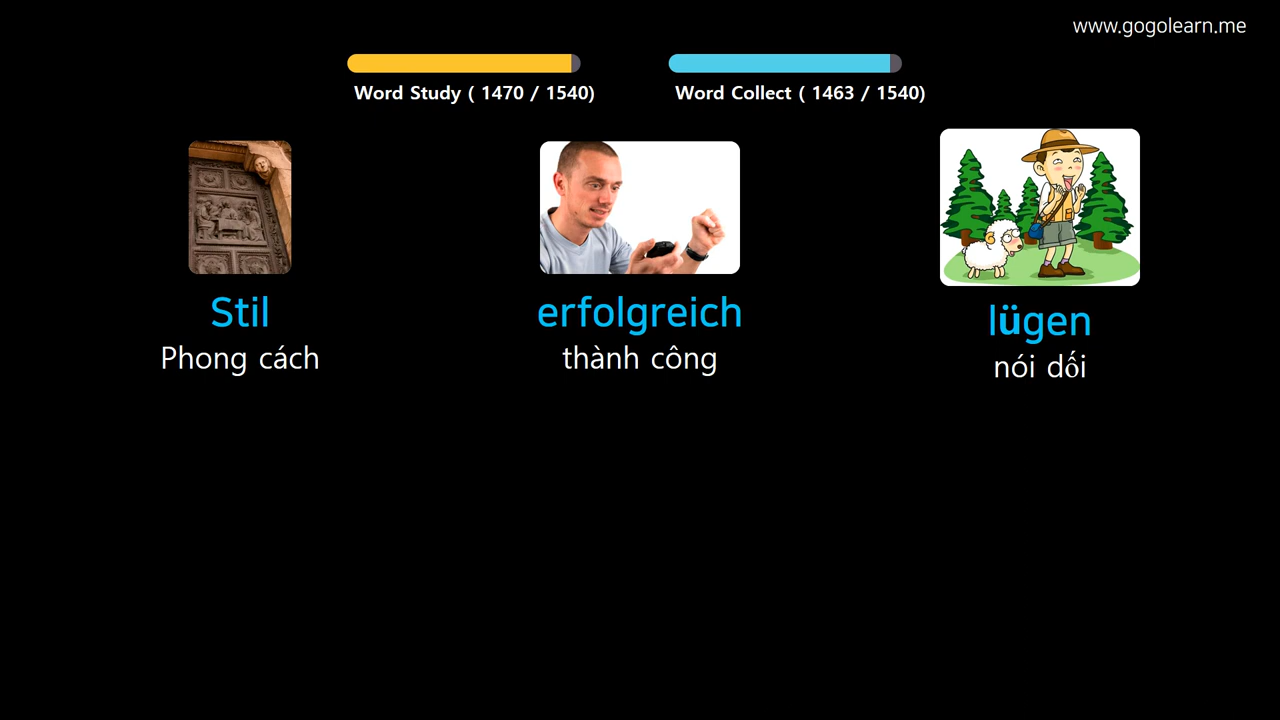 www.gogolearn.me
Word Study ( 1470 / 1540)
Word Collect ( 1463 / 1540)
Stil
Phong cách
erfolgreich
thành công
lügen
nói dối